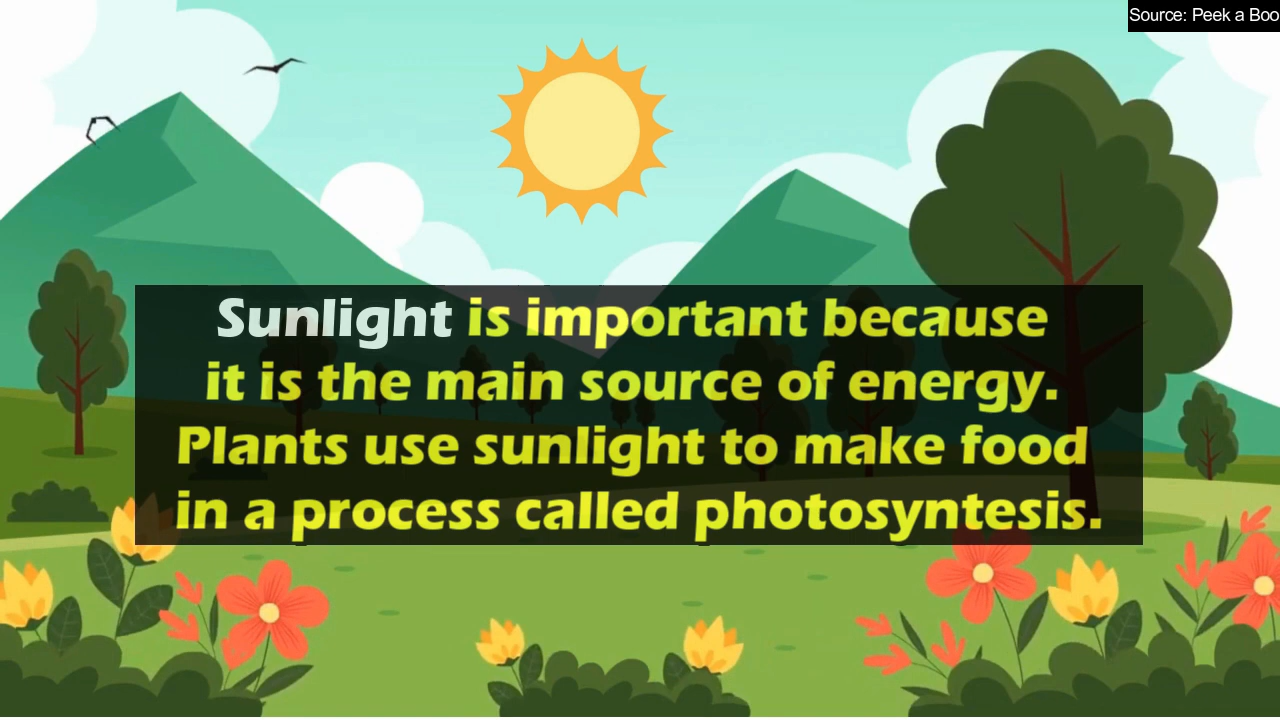 Source: Peek a Boo
Sunlight is important because
it is the main source of energy.
Plants use sunlight to make food
in a process called photosyntesis.